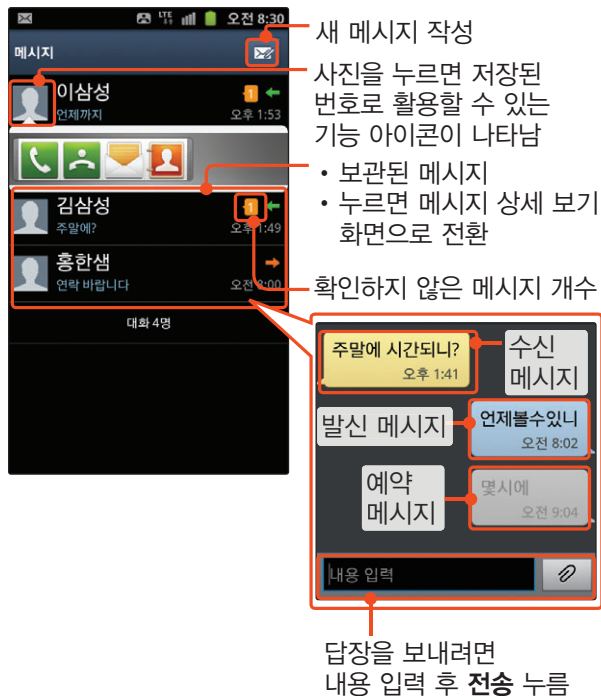 LTE 오전 8:30
메시지
이삼성
언제까지
1
오후 1:53
김삼성
주말에?
1
오후 1:49
홍한샘
연락 바랍니다
오전 8:00
대화 4명
새 메시지 작성
사진을 누르면 저장된
번호로 활용할 수 있는
기능 아이콘이 나타남
• 보관된 메시지
• 누르면 메시지 상세 보기
화면으로 전환
확인하지 않은 메시지 개수
주말에 시간되니?
오후 1:41
수신
메시지
발신 메시지
언제볼수있니
오전 8:02
예약
메시지
몇시에
오전 9:04
내용 입력
답장을 보내려면
내용 입력 후 전송 누름